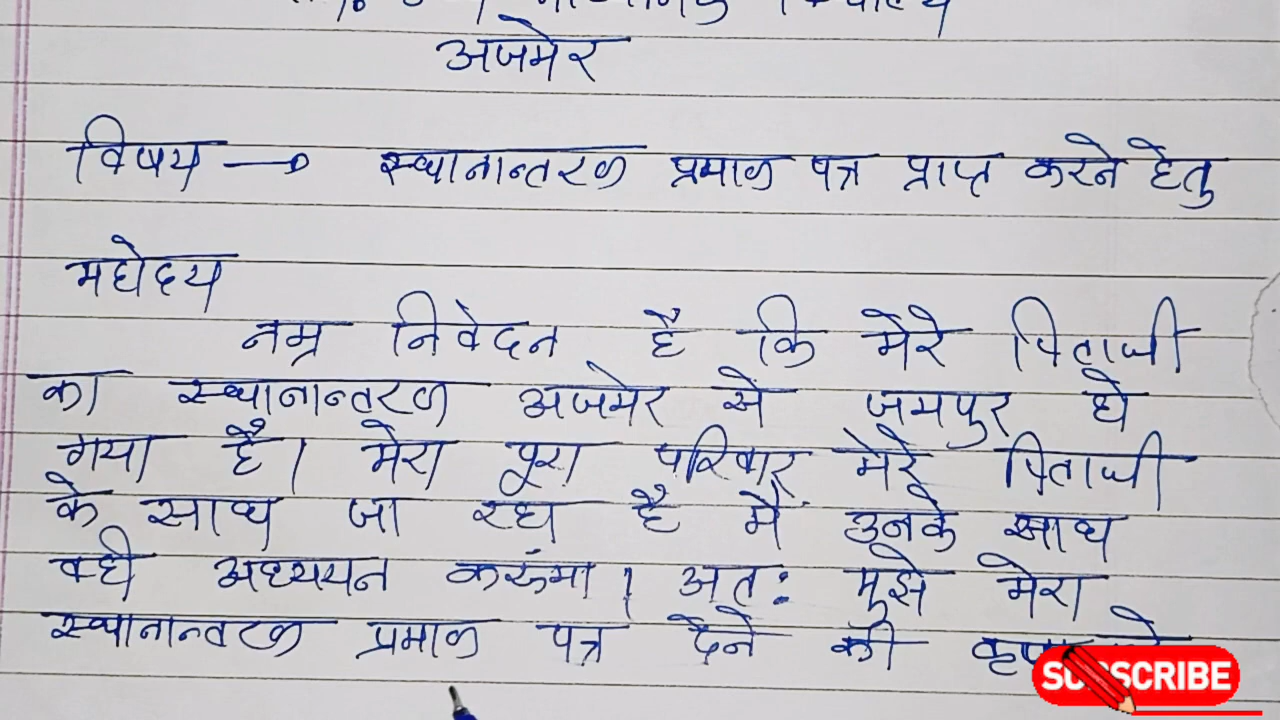 अजमेर
विषय → स्थानान्तरण प्रमाण पत्र प्राप्त करने हेतु
महोदय
नम्र निवेदन है कि मेरे पिताजी
का स्थानान्तरण अजमेर से जयपुर हो
गया है। मेरा पूरा परिवार मेरे पिताजी
के साथ जा रहा है मैं उनके साथ
वही अध्ययन करूंगा। अतः मुझे मेरा
स्थानान्तरण प्रमाण पत्र देने की
SUBSCRIBE